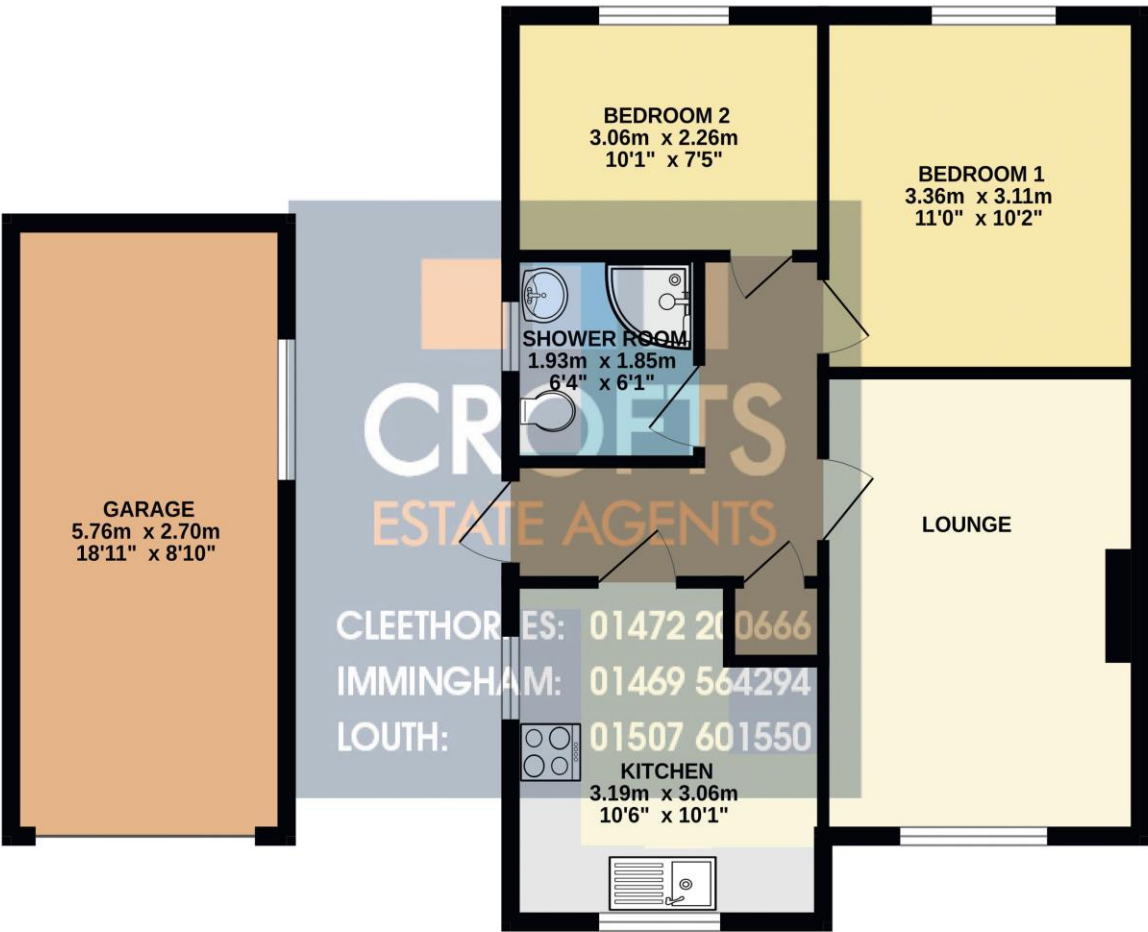 BEDROOM 2
3.06m x 2.26m
10'1" x 7'5"
BEDROOM 1
3.36m x 3.11m
11'0" x 10'2"
SHOWER ROOM
1.93m x 1.85m
6'4" x 6'1"
CROFTS
ESTATE AGENTS
GARAGE
5.76m x 2.70m
18'11" x 8'10"
LOUNGE
CLEETHORPES: 01472 200666
IMMINGHAM: 01469 564294
LOUTH: 01507 601550
KITCHEN
3.19m x 3.06m
10'6" x 10'1"